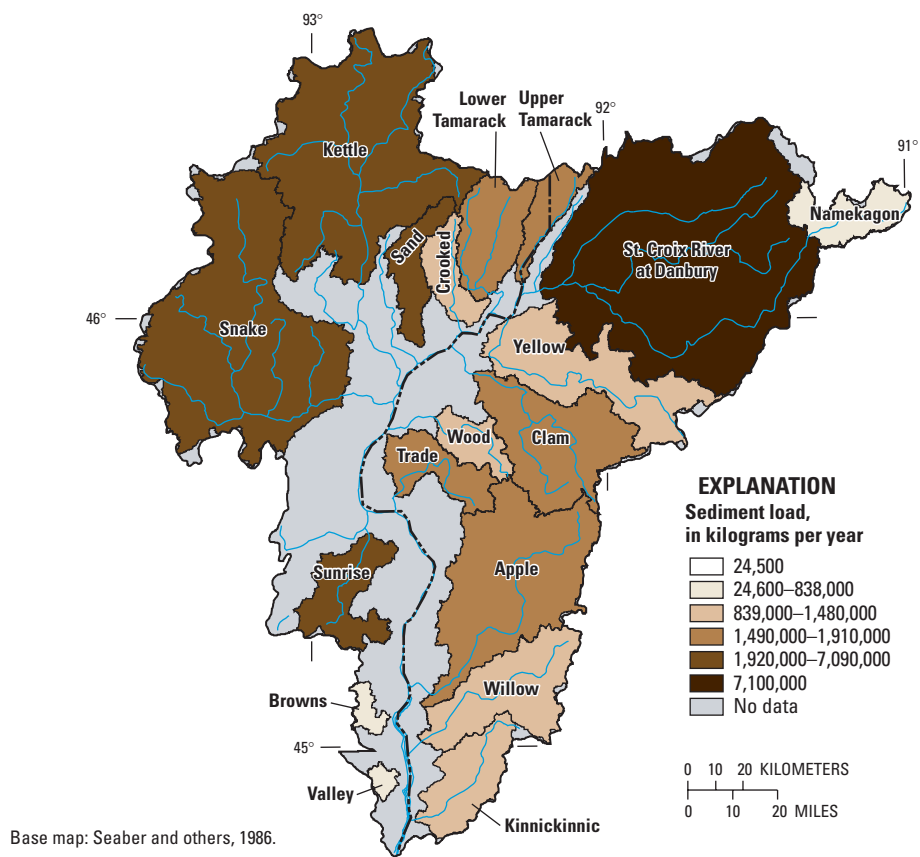 93°
Lower
Tamarack
Upper
Tamarack
92°
91°
Kettle
Namekagon
Sand
Crooked
St. Croix River
at Danbury
46°
Snake
Yellow
Wood
Clam
Trade
EXPLANATION
Sediment load,
in kilograms per year
24,500
24,600–838,000
839,000–1,480,000
1,490,000–1,910,000
1,920,000–7,090,000
7,100,000
No data
Sunrise
Apple
Willow
Browns
45°
0 10 20 KILOMETERS
0 10 20 MILES
Valley
Kinnickinnic
Base map: Seaber and others, 1986.